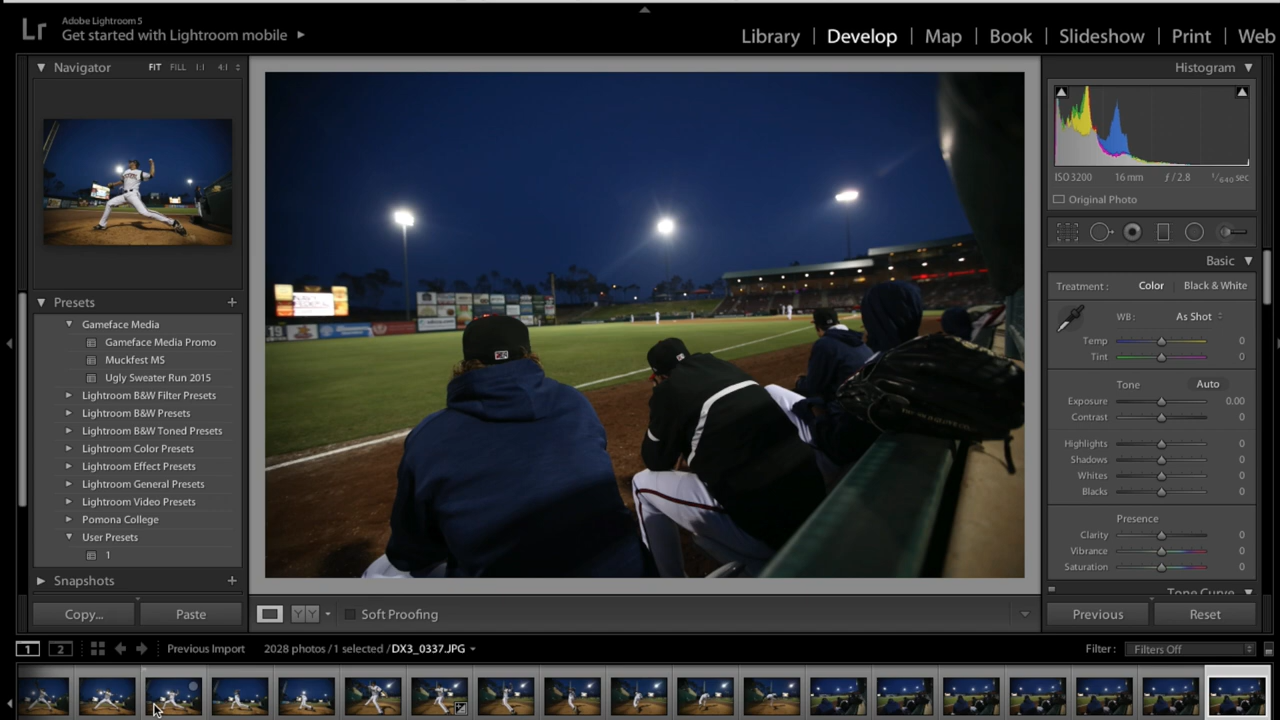 Lr
Adobe Lightroom 5
Get started with Lightroom mobile
Library | Develop | Map | Book | Slideshow | Print | Web
Navigator FIT FILL 1:1 4:1
Histogram
ISO 3200 16 mm ƒ / 2.8 1/640 sec
Original Photo
Basic
Treatment : Color Black & White
WB : As Shot
Temp 0
Tint 0
Tone Auto
Exposure 0.00
Contrast 0
Highlights 0
Shadows 0
Whites 0
Blacks 0
Presence
Clarity 0
Vibrance 0
Saturation 0
Tone Curve
Previous Reset
Presets +
Gameface Media
Gameface Media Promo
Muckfest MS
Ugly Sweater Run 2015
Lightroom B&W Filter Presets
Lightroom B&W Presets
Lightroom B&W Toned Presets
Lightroom Color Presets
Lightroom Effect Presets
Lightroom General Presets
Lightroom Video Presets
Pomona College
User Presets
1
Snapshots +
Copy... Paste
19
YY Soft Proofing
1 2 Previous Import 2028 photos / 1 selected / DX3_0337.JPG
Filter : Filters Off